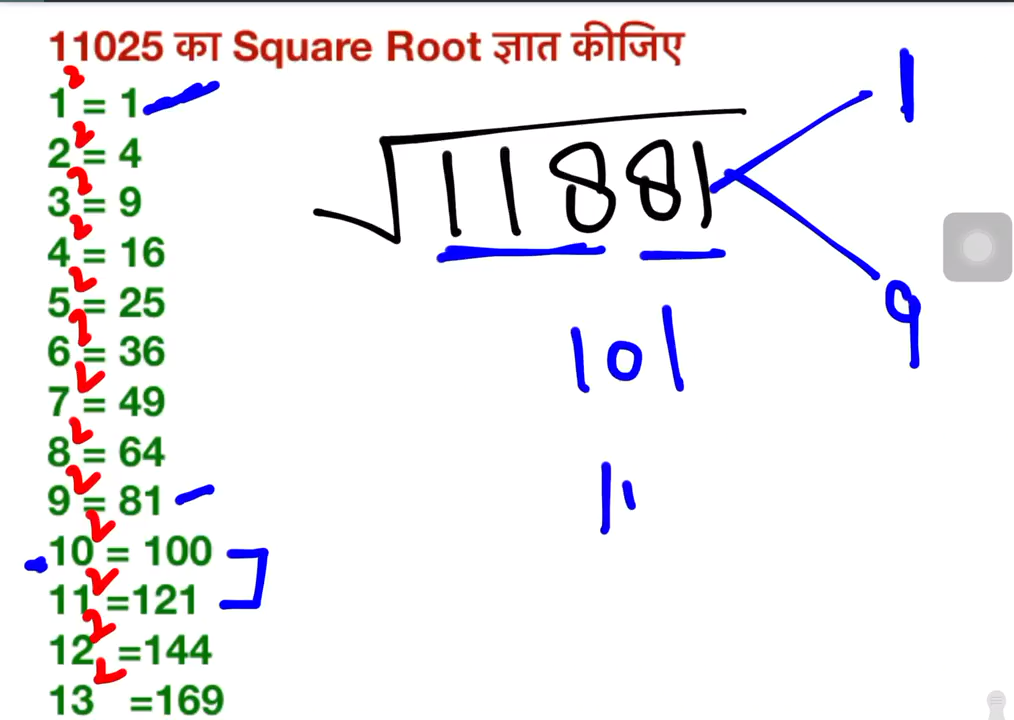 11025 का Square Root ज्ञात कीजिए
1² = 1
2² = 4
3² = 9
4² = 16
5² = 25
6² = 36
7² = 49
8² = 64
9² = 81
10² = 100
11² =121
12² =144
13² =169
√11881
1
9
101